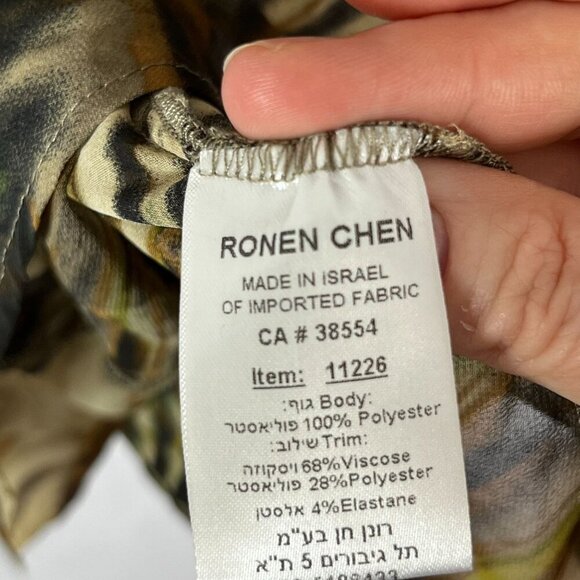 RONEN CHEN
MADE IN ISRAEL
OF IMPORTED FABRIC
CA # 38554
Item: 11226
גוף: Body:
פוליאסטר 100% Polyester
שילוב: Trim:
ויסקוזה 68%Viscose
פוליאסטר 28% Polyester
אלסטן 4%Elastane
רונן חן בע"מ
תל גיבורים 5 ת"א